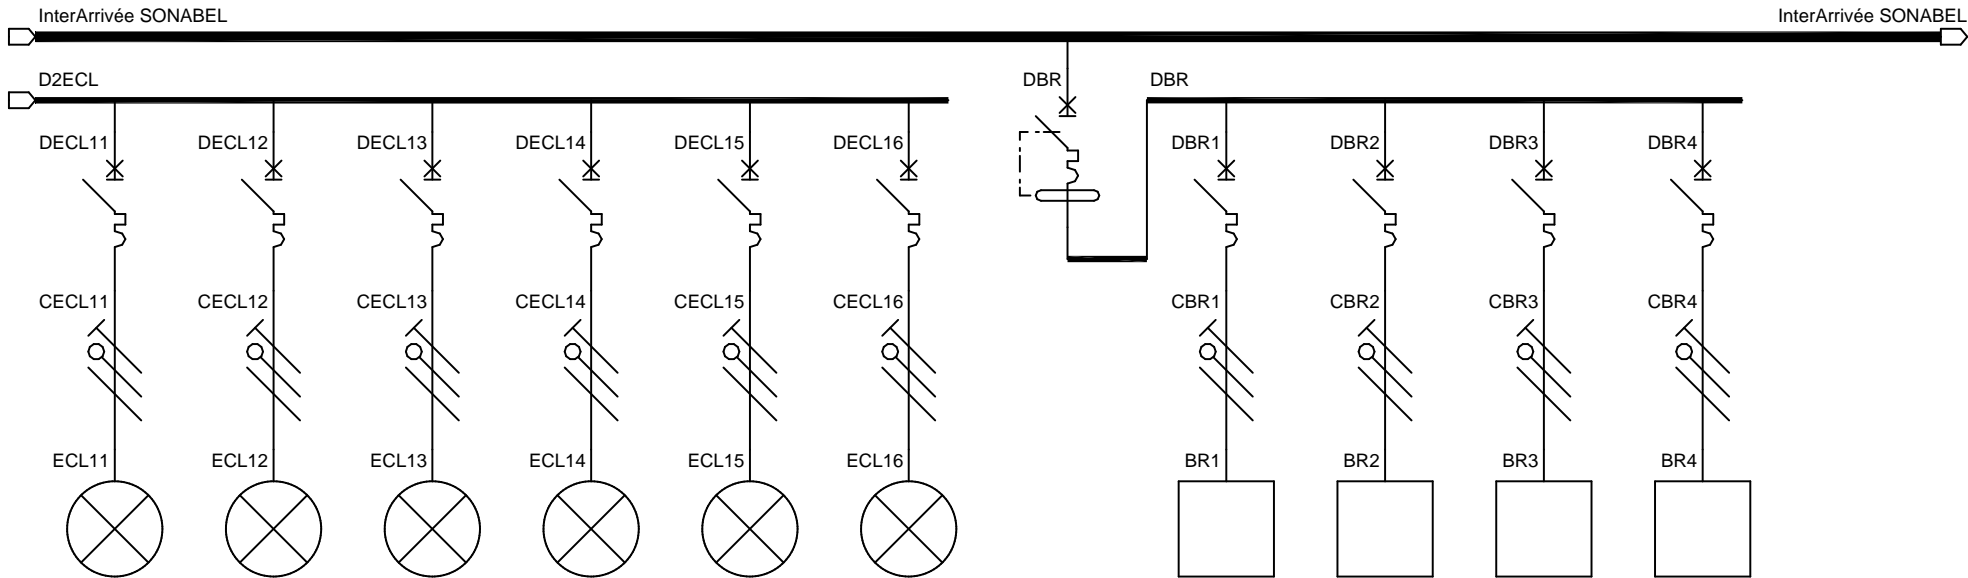 InterArrivée SONABEL InterArrivée SONABEL
D2ECL DBR DBR
DECL11 DECL12 DECL13 DECL14 DECL15 DECL16 DBR1 DBR2 DBR3 DBR4
CECL11 CECL12 CECL13 CECL14 CECL15 CECL16 CBR1 CBR2 CBR3 CBR4
ECL11 ECL12 ECL13 ECL14 ECL15 ECL16 BR1 BR2 BR3 BR4